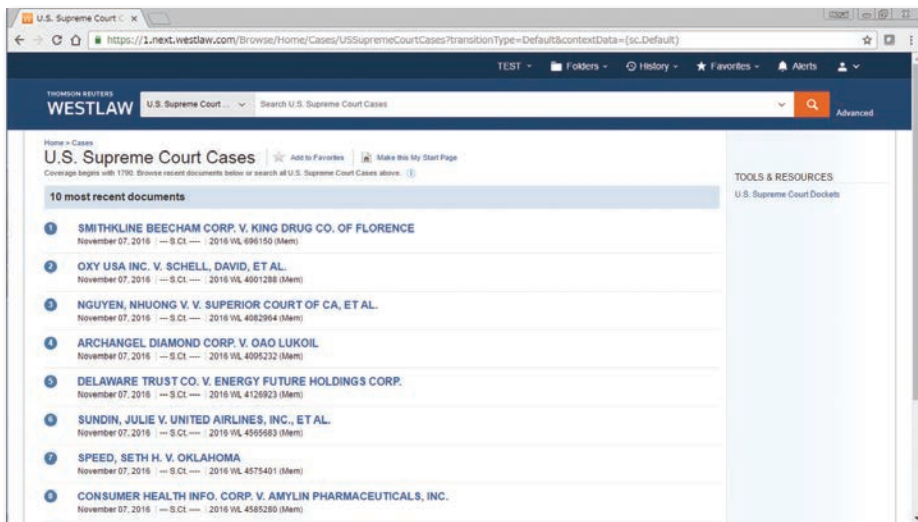 U.S. Supreme Court C
https://1.next.westlaw.com/Browse/Home/Cases/USSupremeCourtCases?transitionType=Default&contextData=(sc.Default)
TEST Folders History Favorites Alerts
THOMSON REUTERS
WESTLAW U.S. Supreme Court ... Search U.S. Supreme Court Cases Advanced
Home > Cases
U.S. Supreme Court Cases Add to Favorites Make this My Start Page
Coverage begins with 1790. Browse recent documents below or search all U.S. Supreme Court Cases above.
TOOLS & RESOURCES
U.S. Supreme Court Dockets
10 most recent documents
1 SMITHKLINE BEECHAM CORP. V. KING DRUG CO. OF FLORENCE
November 07, 2016 | --- S.Ct. ---- | 2016 WL 696150 (Mem)
2 OXY USA INC. V. SCHELL, DAVID, ET AL.
November 07, 2016 | --- S.Ct. ---- | 2016 WL 4001288 (Mem)
3 NGUYEN, NHUONG V. V. SUPERIOR COURT OF CA, ET AL.
November 07, 2016 | --- S.Ct. ---- | 2016 WL 4082964 (Mem)
4 ARCHANGEL DIAMOND CORP. V. OAO LUKOIL
November 07, 2016 | --- S.Ct. ---- | 2016 WL 4095232 (Mem)
5 DELAWARE TRUST CO. V. ENERGY FUTURE HOLDINGS CORP.
November 07, 2016 | --- S.Ct. ---- | 2016 WL 4126923 (Mem)
6 SUNDIN, JULIE V. UNITED AIRLINES, INC., ET AL.
November 07, 2016 | --- S.Ct. ---- | 2016 WL 4565683 (Mem)
7 SPEED, SETH H. V. OKLAHOMA
November 07, 2016 | --- S.Ct. ---- | 2016 WL 4575401 (Mem)
8 CONSUMER HEALTH INFO. CORP. V. AMYLIN PHARMACEUTICALS, INC.
November 07, 2016 | --- S.Ct. ---- | 2016 WL 4585280 (Mem)